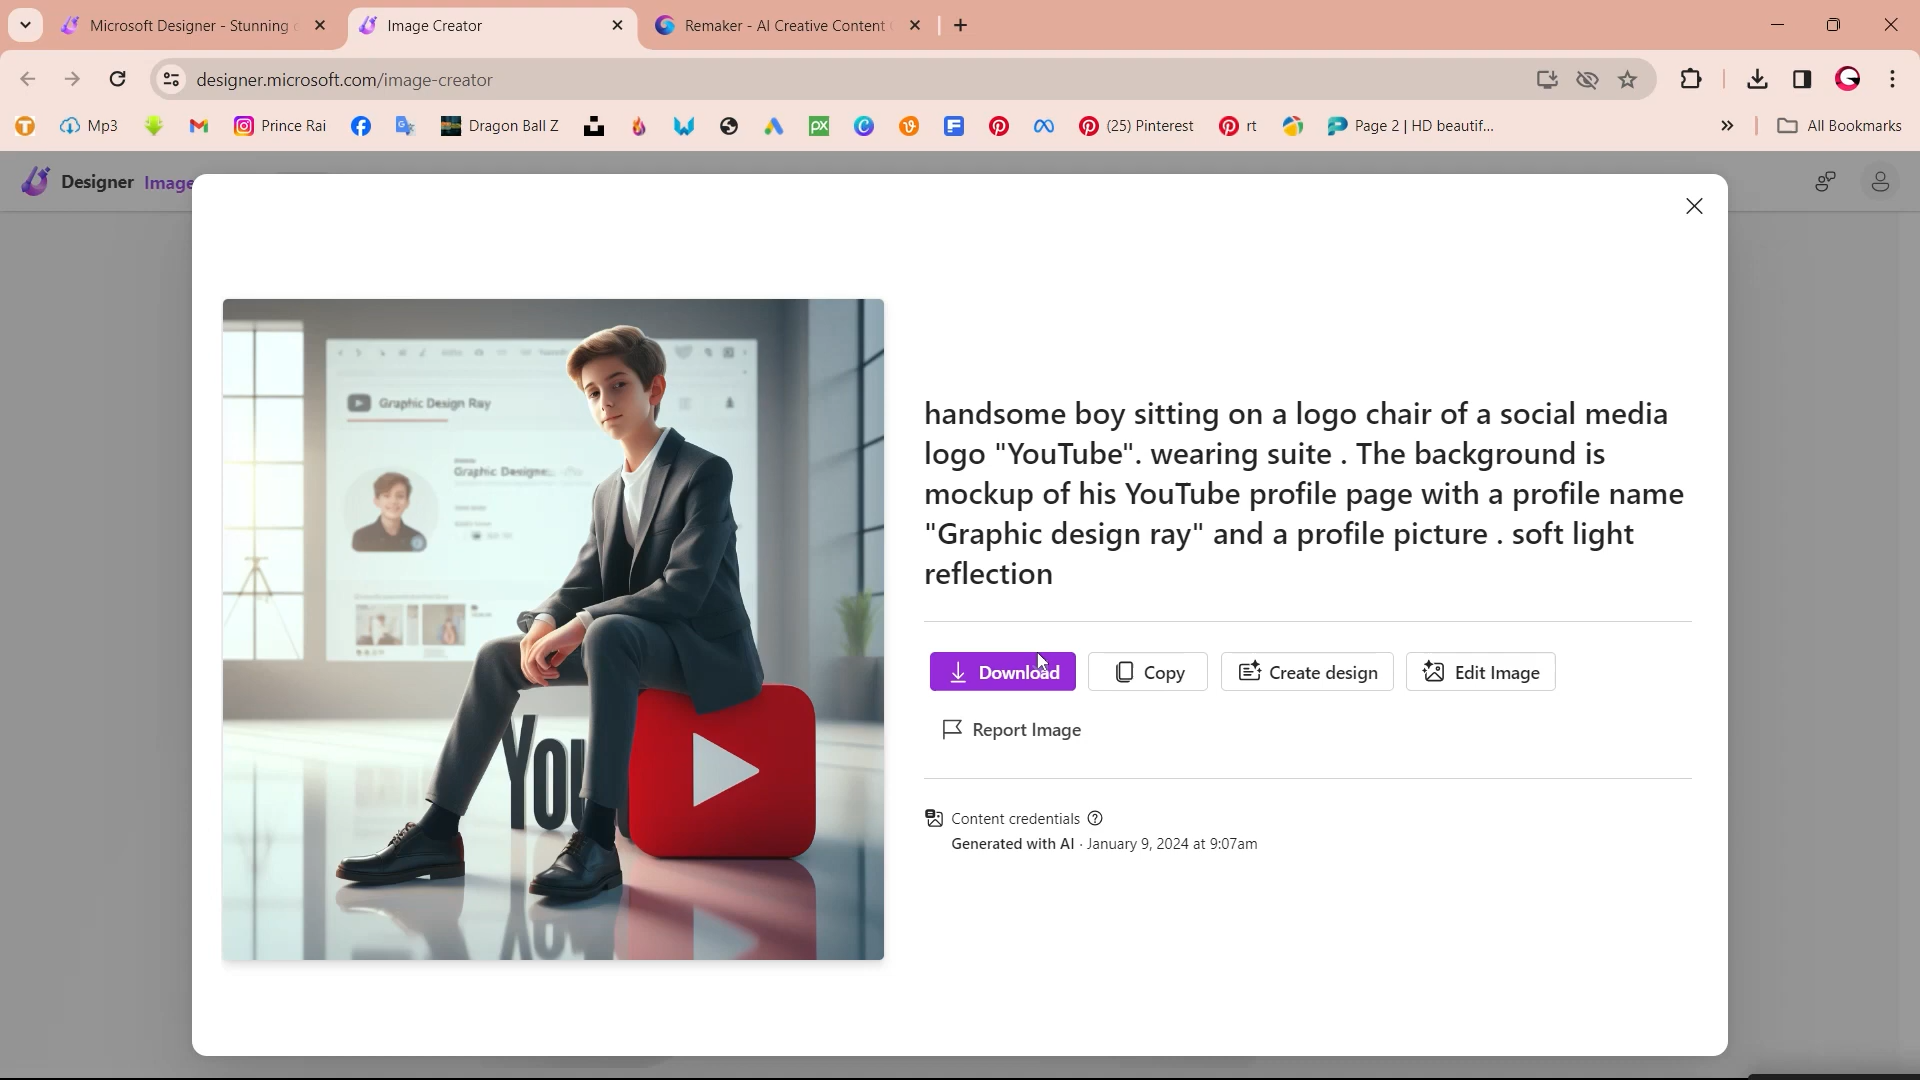 Microsoft Designer - Stunning
Image Creator
Remaker - AI Creative Content
designer.microsoft.com/image-creator
Mp3
Prince Rai
Dragon Ball Z
PX
(25) Pinterest
rt
Page 2 | HD beautif...
»
All Bookmarks
Designer Image
Graphic Design Ray
Graphic Designe...
handsome boy sitting on a logo chair of a social media
logo "YouTube". wearing suite . The background is
mockup of his YouTube profile page with a profile name
"Graphic design ray" and a profile picture . soft light
reflection
Download
Copy
Create design
Edit Image
You
Report Image
Content credentials
Generated with AI · January 9, 2024 at 9:07am